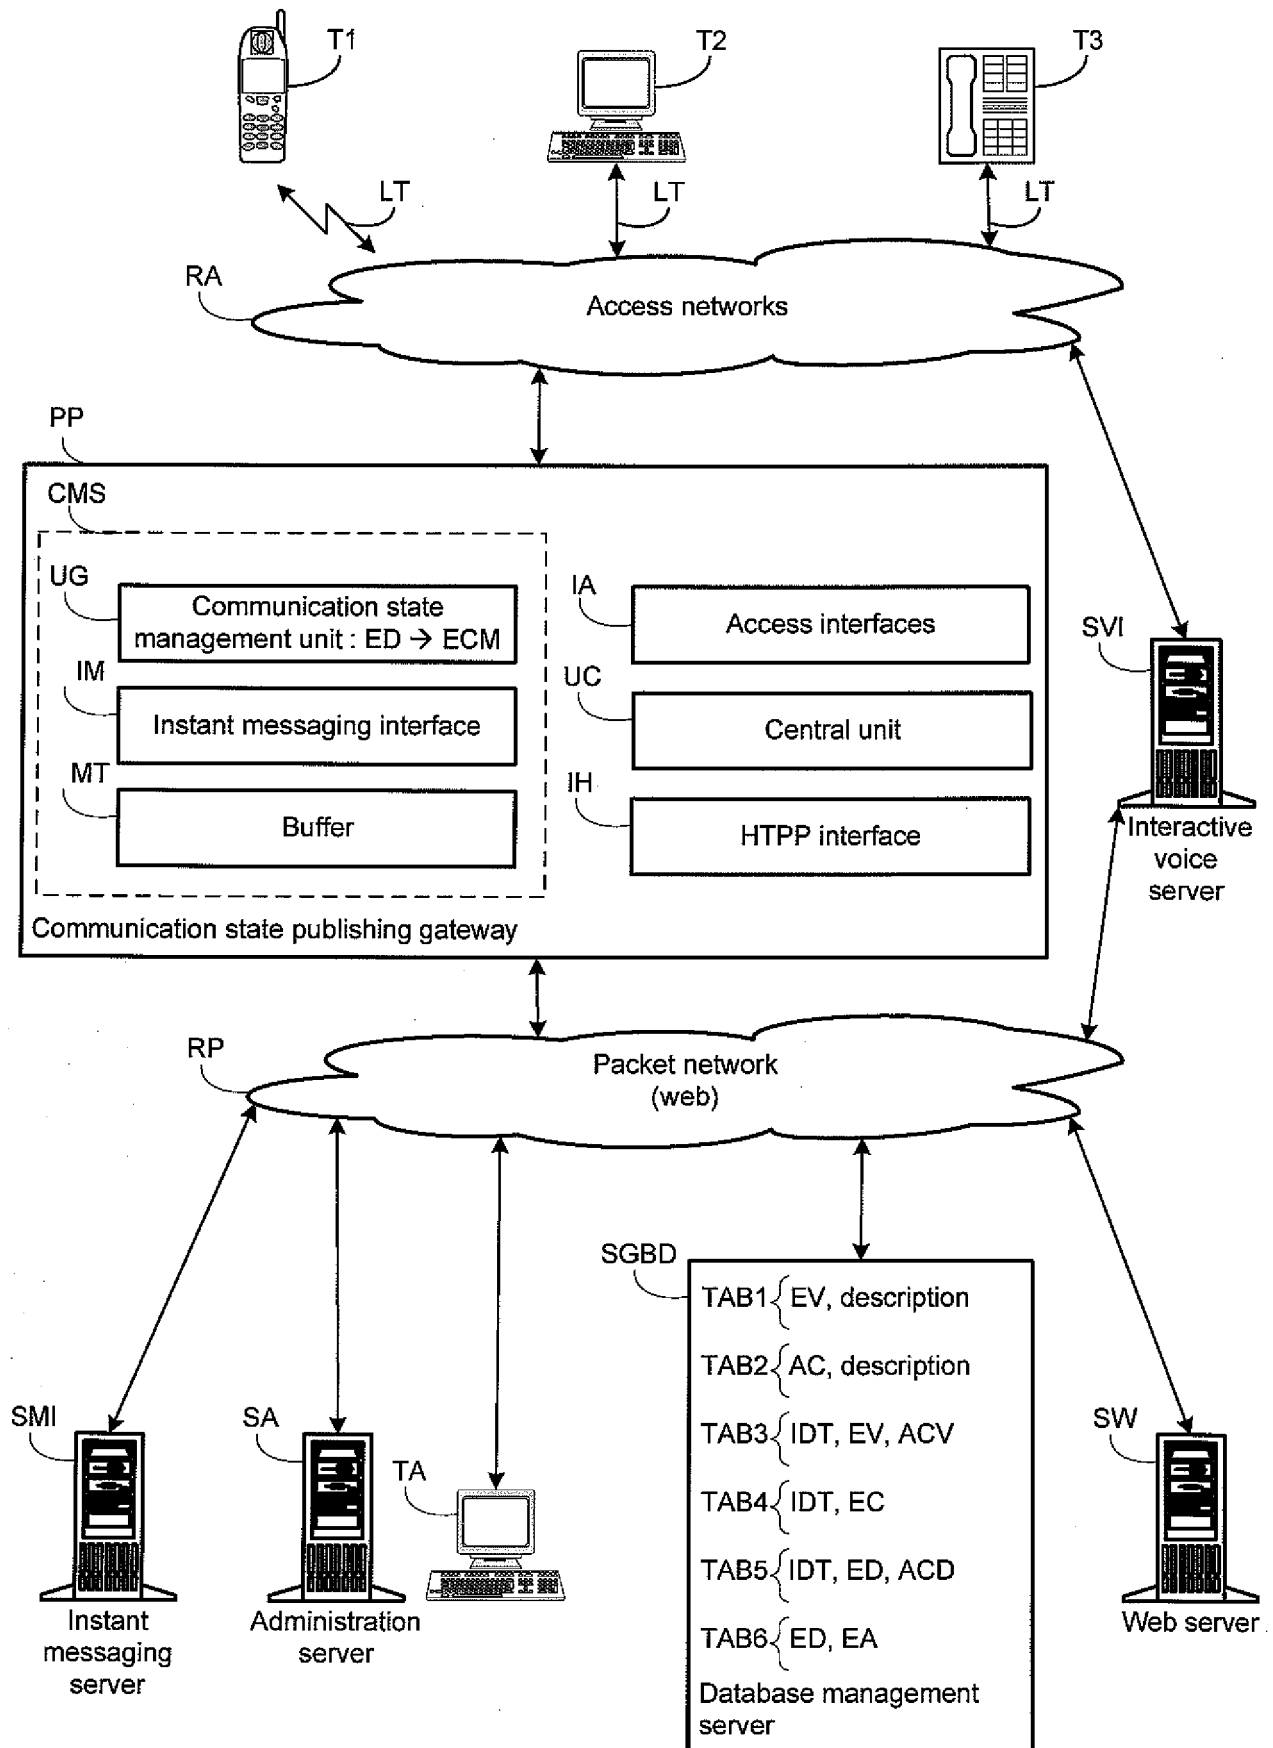 T1
T2
T3
LT
LT
LT
RA
Access networks
PP
CMS
UG
Communication state
management unit : ED → ECM
IA
Access interfaces
SVI
IM
Instant messaging interface
UC
Central unit
MT
Buffer
IH
HTPP interface
Interactive
voice
server
Communication state publishing gateway
RP
Packet network
(web)
SGBD
TAB1{ EV, description
TAB2{ AC, description
TAB3{ IDT, EV, ACV
TAB4{ IDT, EC
TAB5{ IDT, ED, ACD
TAB6{ ED, EA
Database management
server
SMI
Instant
messaging
server
SA
Administration
server
TA
SW
Web server